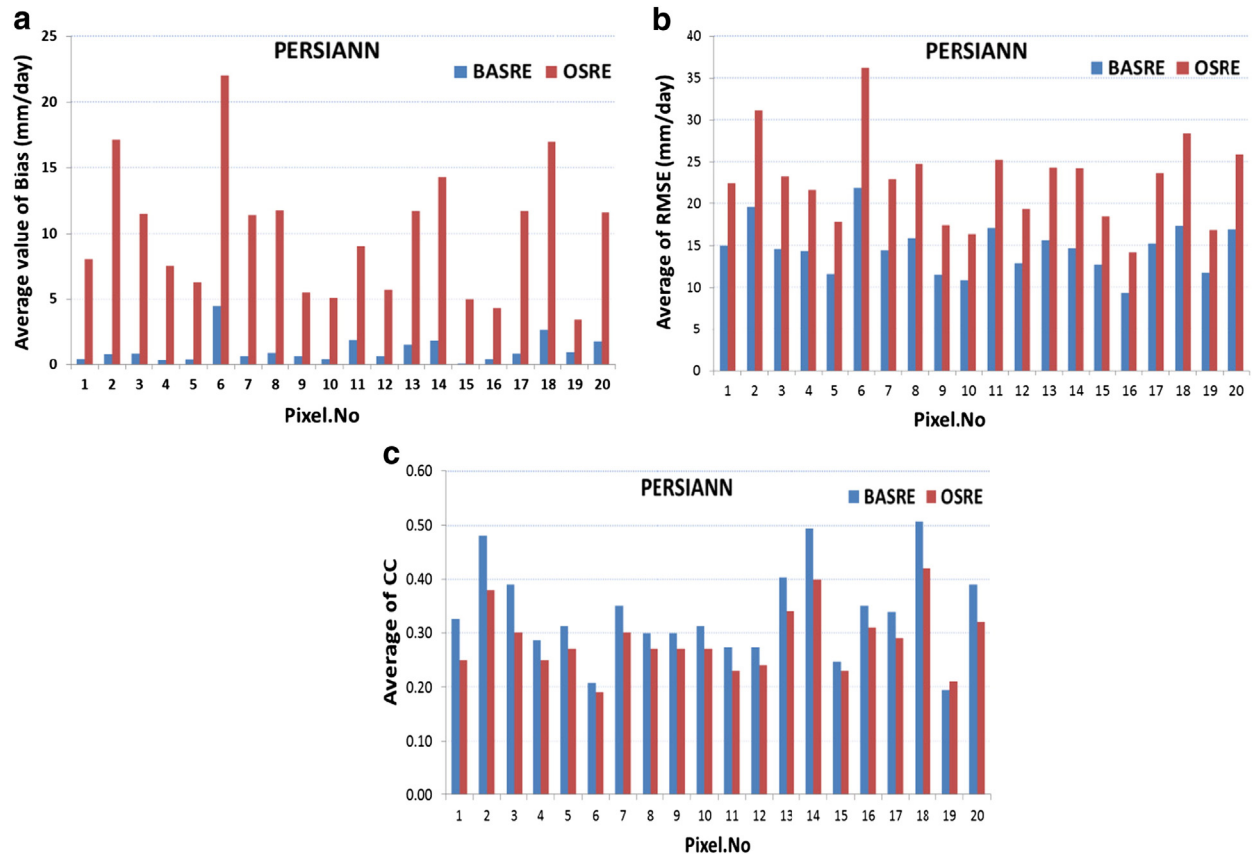 a
PERSIANN
BASRE OSRE
Average value of Bias (mm/day)
25
20
15
10
5
0
1 2 3 4 5 6 7 8 9 10 11 12 13 14 15 16 17 18 19 20
Pixel.No
b
PERSIANN
BASRE OSRE
Average of RMSE (mm/day)
40
35
30
25
20
15
10
5
0
1 2 3 4 5 6 7 8 9 10 11 12 13 14 15 16 17 18 19 20
Pixel.No
c
PERSIANN
BASRE OSRE
Average of CC
0.60
0.50
0.40
0.30
0.20
0.10
0.00
1 2 3 4 5 6 7 8 9 10 11 12 13 14 15 16 17 18 19 20
Pixel.No